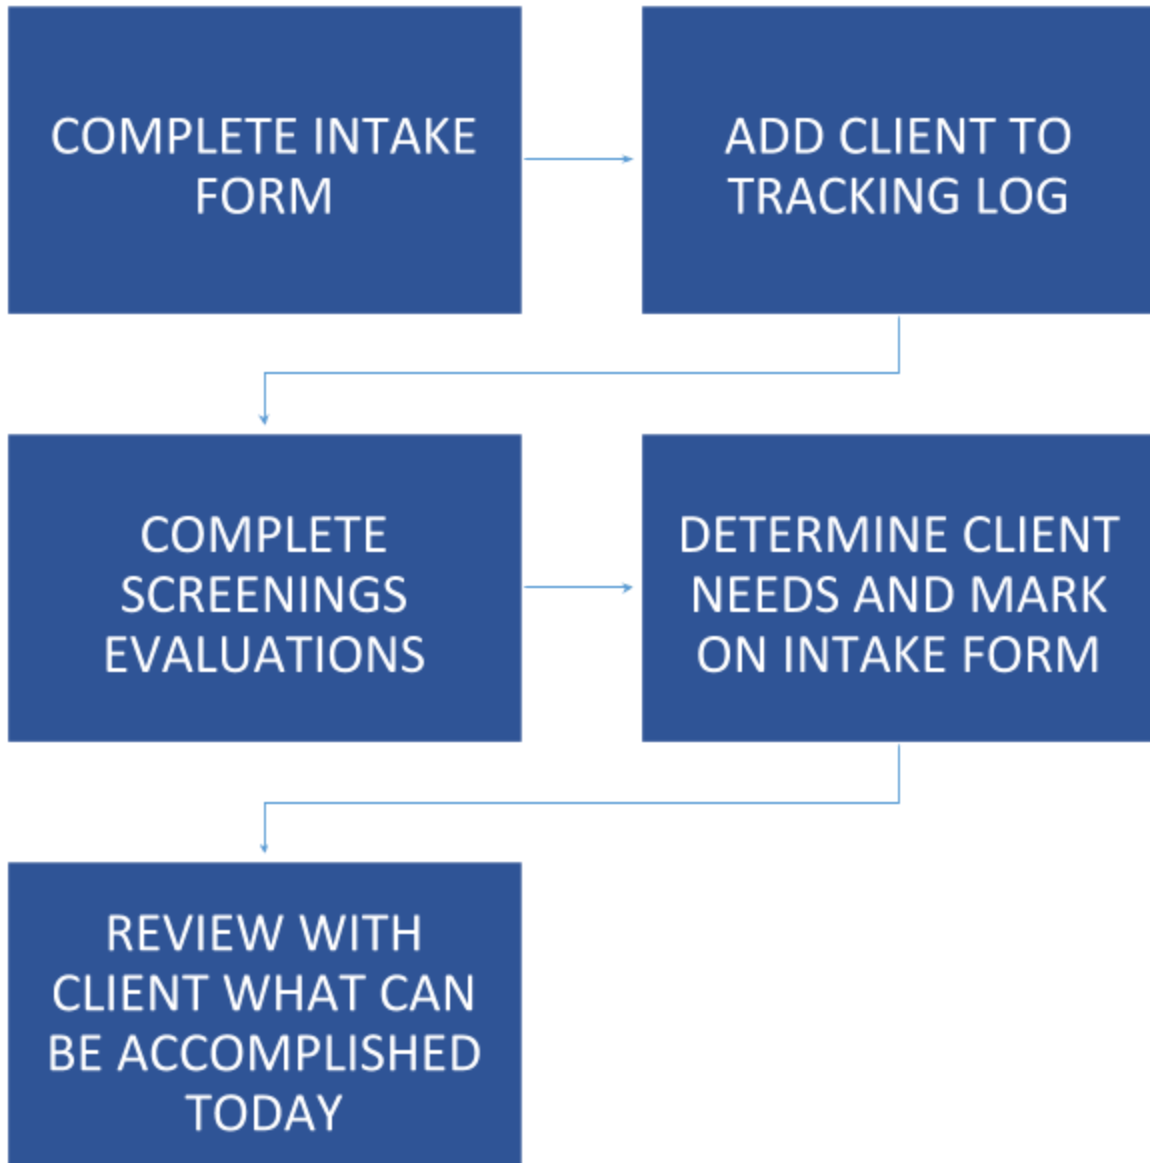 COMPLETE INTAKE
FORM
ADD CLIENT TO
TRACKING LOG
COMPLETE
SCREENINGS
EVALUATIONS
DETERMINE CLIENT
NEEDS AND MARK
ON INTAKE FORM
REVIEW WITH
CLIENT WHAT CAN
BE ACCOMPLISHED
TODAY